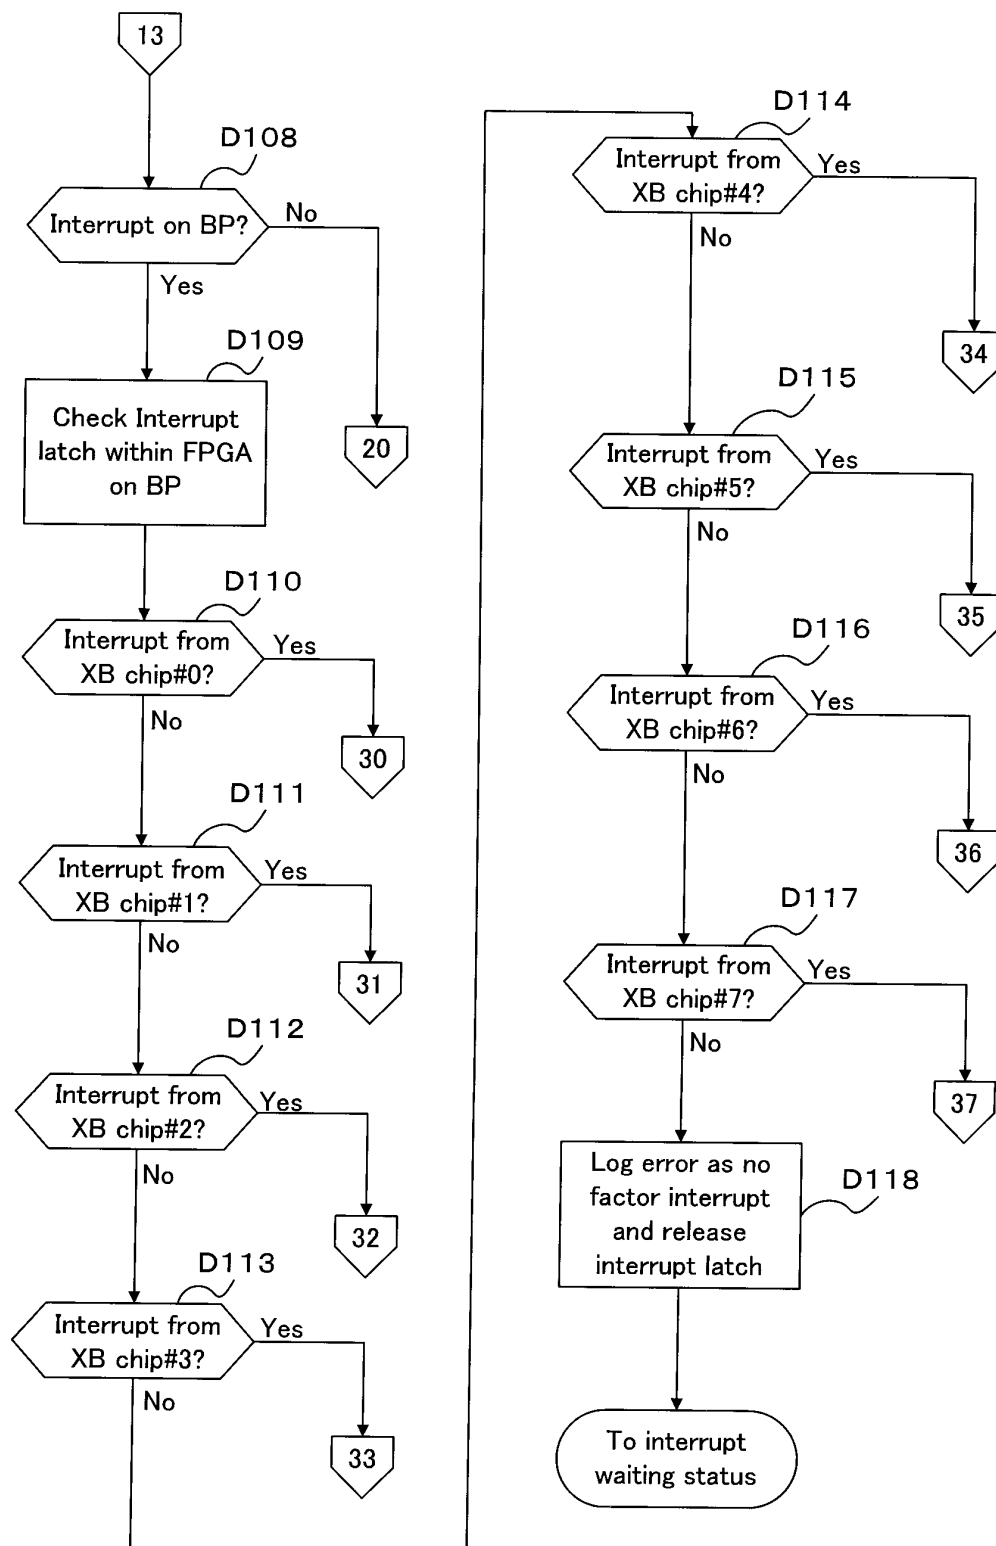 13
D108
Interrupt on BP?
No
Yes
20
D109
Check Interrupt
latch within FPGA
on BP
D110
Interrupt from
XB chip#0?
Yes
No
30
D111
Interrupt from
XB chip#1?
Yes
No
31
D112
Interrupt from
XB chip#2?
Yes
No
32
D113
Interrupt from
XB chip#3?
Yes
No
33
D114
Interrupt from
XB chip#4?
Yes
No
34
D115
Interrupt from
XB chip#5?
Yes
No
35
D116
Interrupt from
XB chip#6?
Yes
No
36
D117
Interrupt from
XB chip#7?
Yes
No
37
D118
Log error as no
factor interrupt
and release
interrupt latch
To interrupt
waiting status